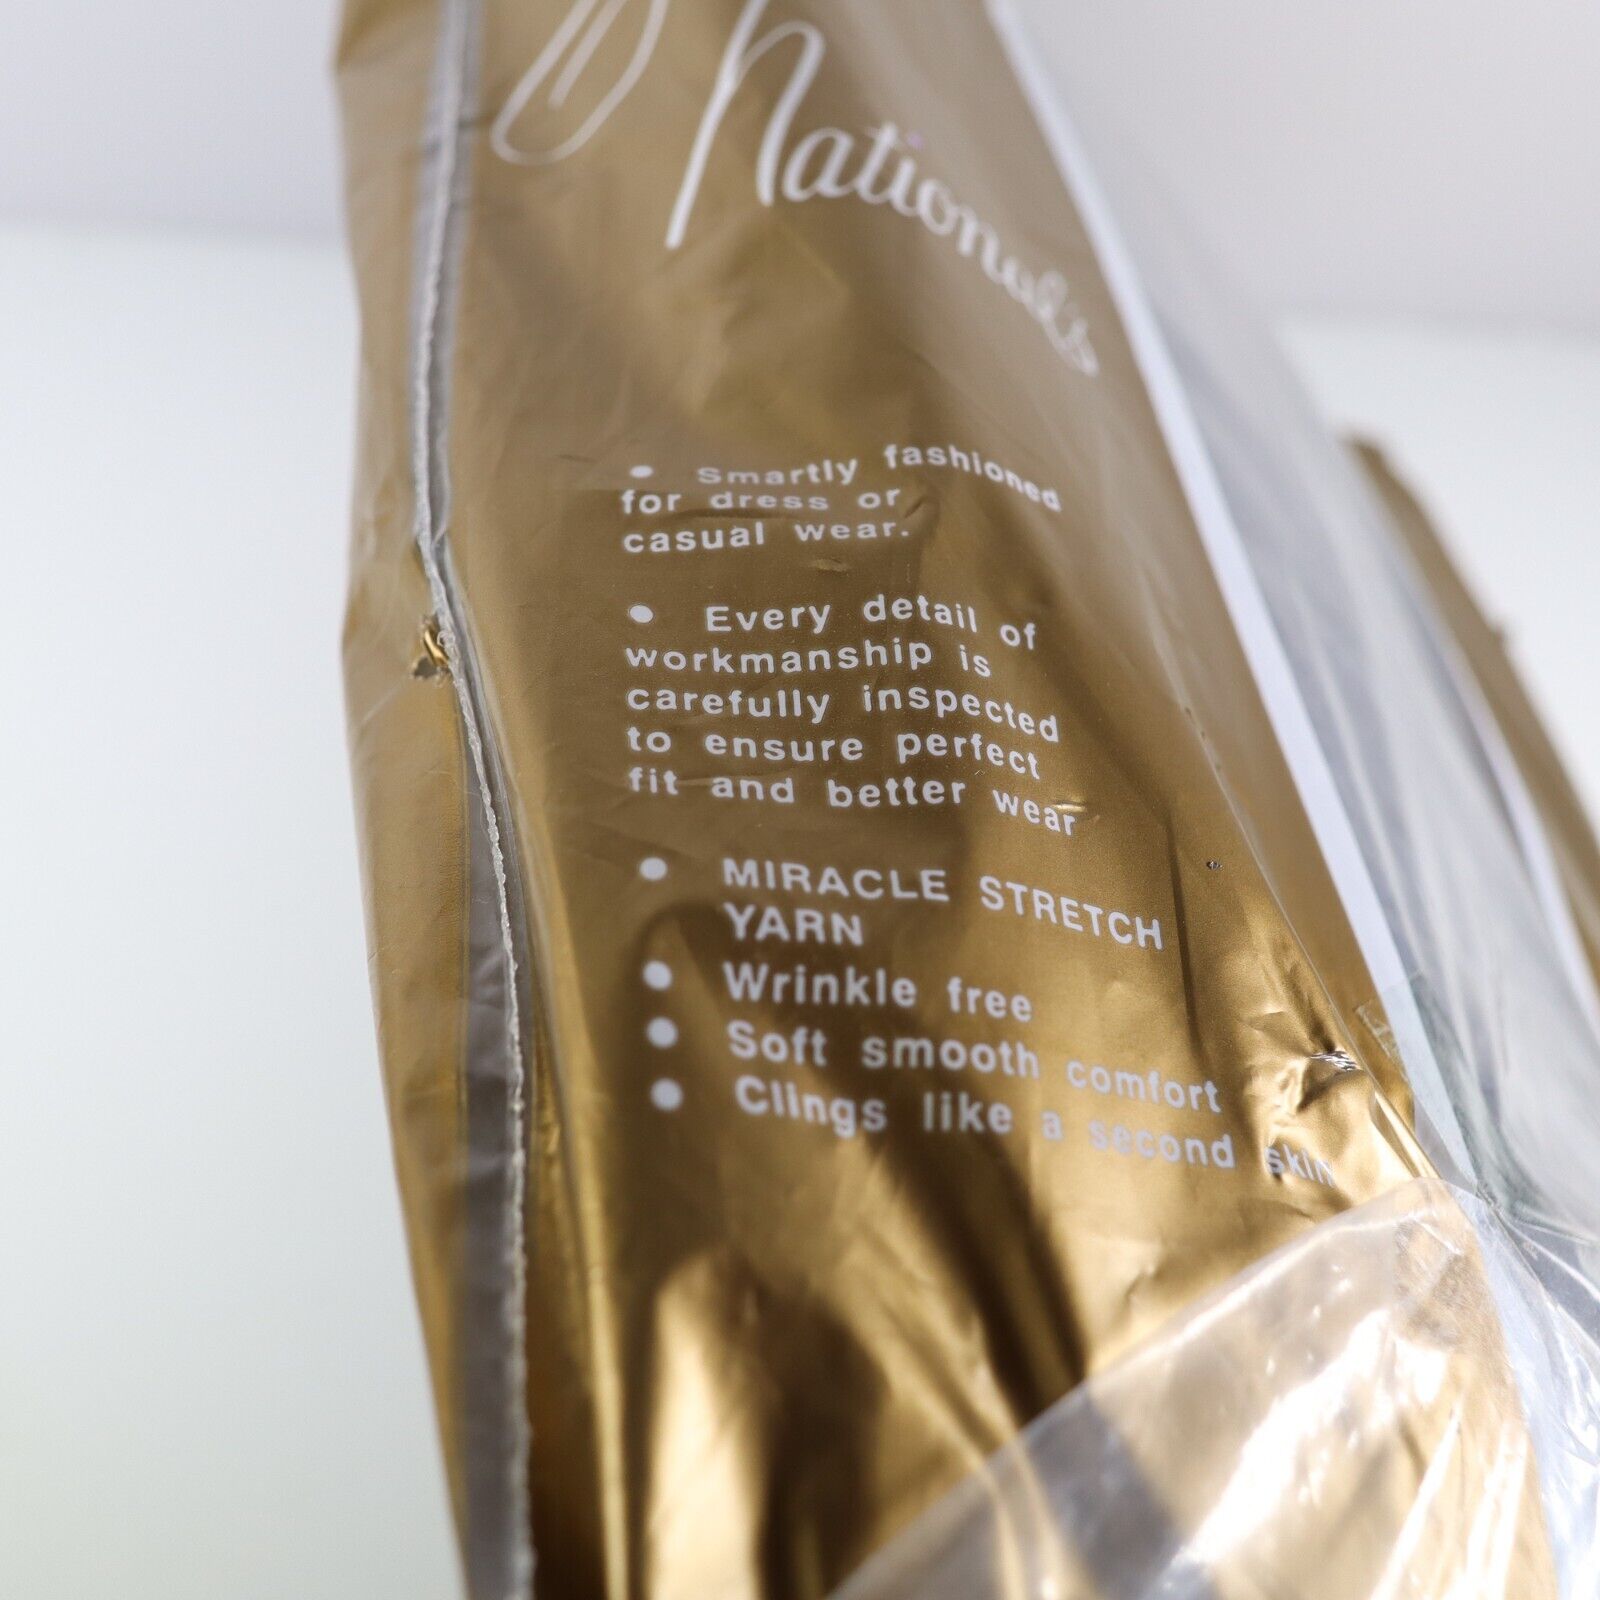 National's
• Smartly fashioned
for dress or
casual wear.
• Every detail of
workmanship is
carefully inspected
to ensure perfect
fit and better wear
• MIRACLE STRETCH
YARN
• Wrinkle free
• Soft smooth comfort
• Clings like a second skin